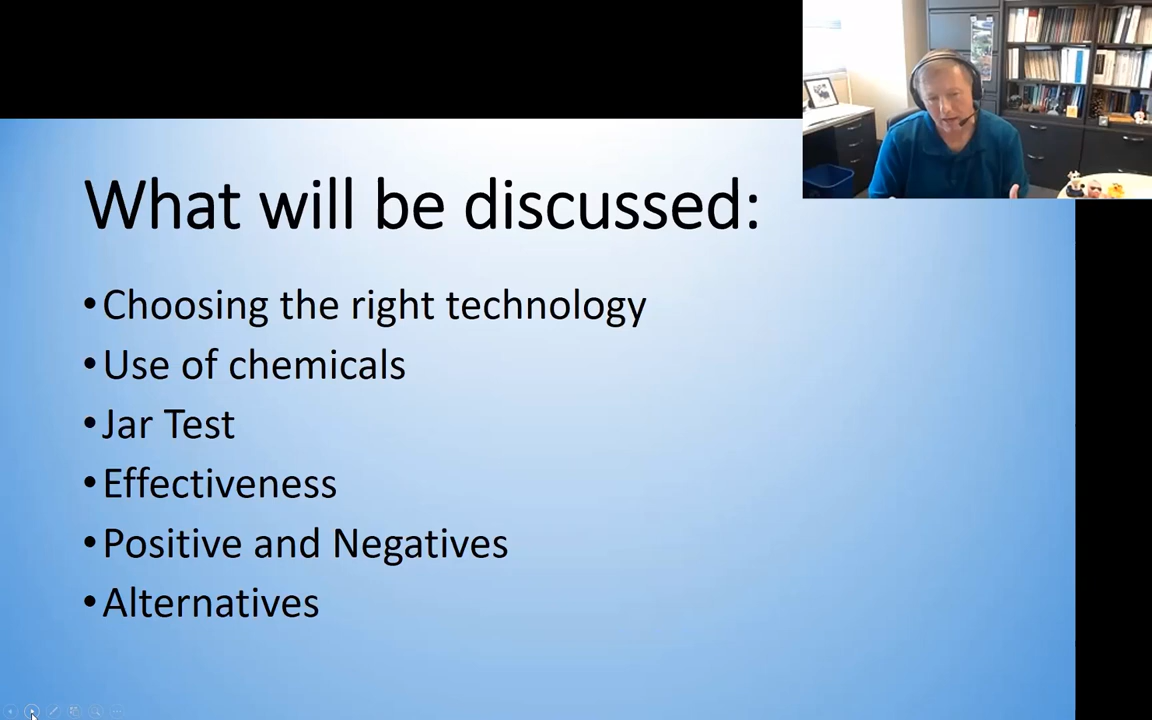 What will be discussed:
•Choosing the right technology
•Use of chemicals
•Jar Test
•Effectiveness
•Positive and Negatives
•Alternatives